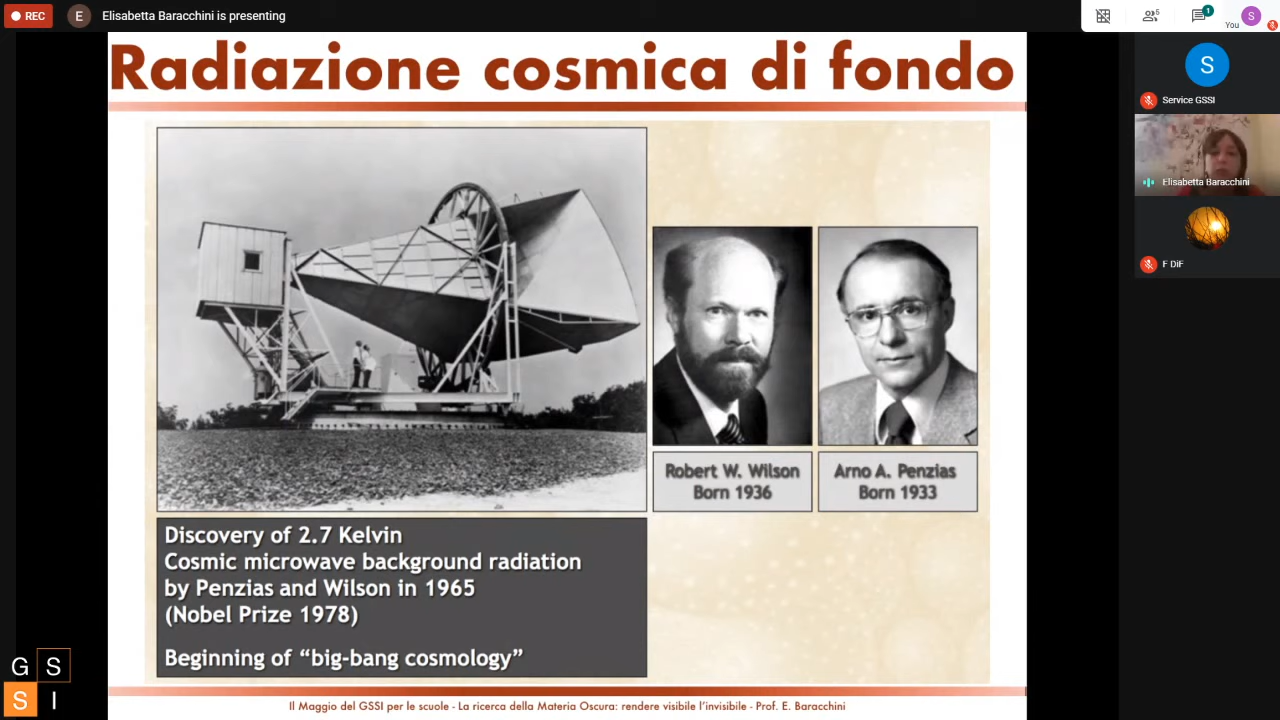 REC
E
Elisabetta Baracchini is presenting
6
1
You
S
Radiazione cosmica di fondo
S
Service GSSI
Elisabetta Baracchini
F DiF
Robert W. Wilson
Born 1936
Arno A. Penzias
Born 1933
Discovery of 2.7 Kelvin
Cosmic microwave background radiation
by Penzias and Wilson in 1965
(Nobel Prize 1978)
Beginning of “big-bang cosmology”
G S
S I
Il Maggio del GSSI per le scuole - La ricerca della Materia Oscura: rendere visibile l'invisibile - Prof. E. Baracchini